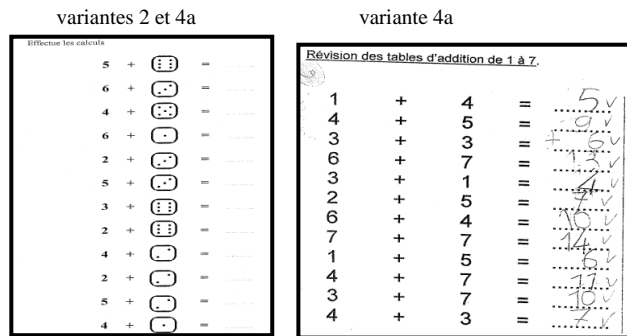 variantes 2 et 4a
variante 4a
Effectue les calculs
5 + ⚅ = ........
6 + ⚂ = ........
4 + ⚄ = ........
6 + ⚀ = ........
2 + ⚂ = ........
5 + ⚂ = ........
3 + ⚅ = ........
2 + ⚅ = ........
4 + ⚁ = ........
2 + ⚁ = ........
5 + ⚁ = ........
4 + ⚀ = ........
Révision des tables d'addition de 1 à 7.
1 + 4 = 5 ✓
4 + 5 = 9 ✓
3 + 3 = 6 ✓
6 + 7 = 13 ✓
3 + 1 = 4 ✓
2 + 5 = 7 ✓
6 + 4 = 10 ✓
7 + 7 = 14 ✓
1 + 5 = 6 ✓
4 + 7 = 11 ✓
3 + 7 = 10 ✓
4 + 3 = 7 ✓